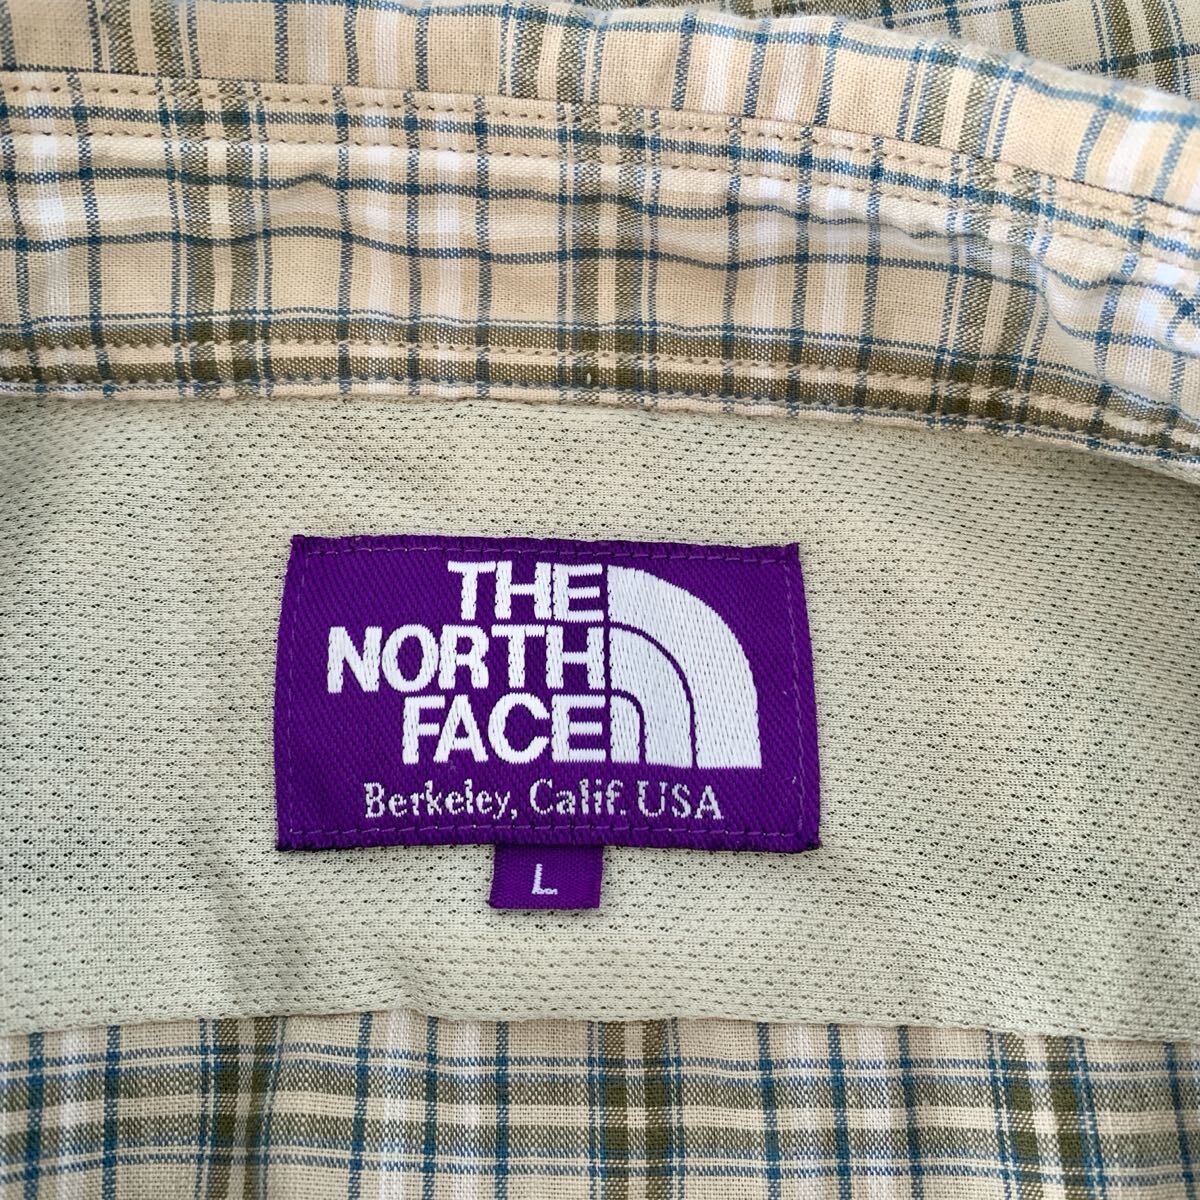 THE
NORTH
FACE
Berkeley, Calif. USA
L